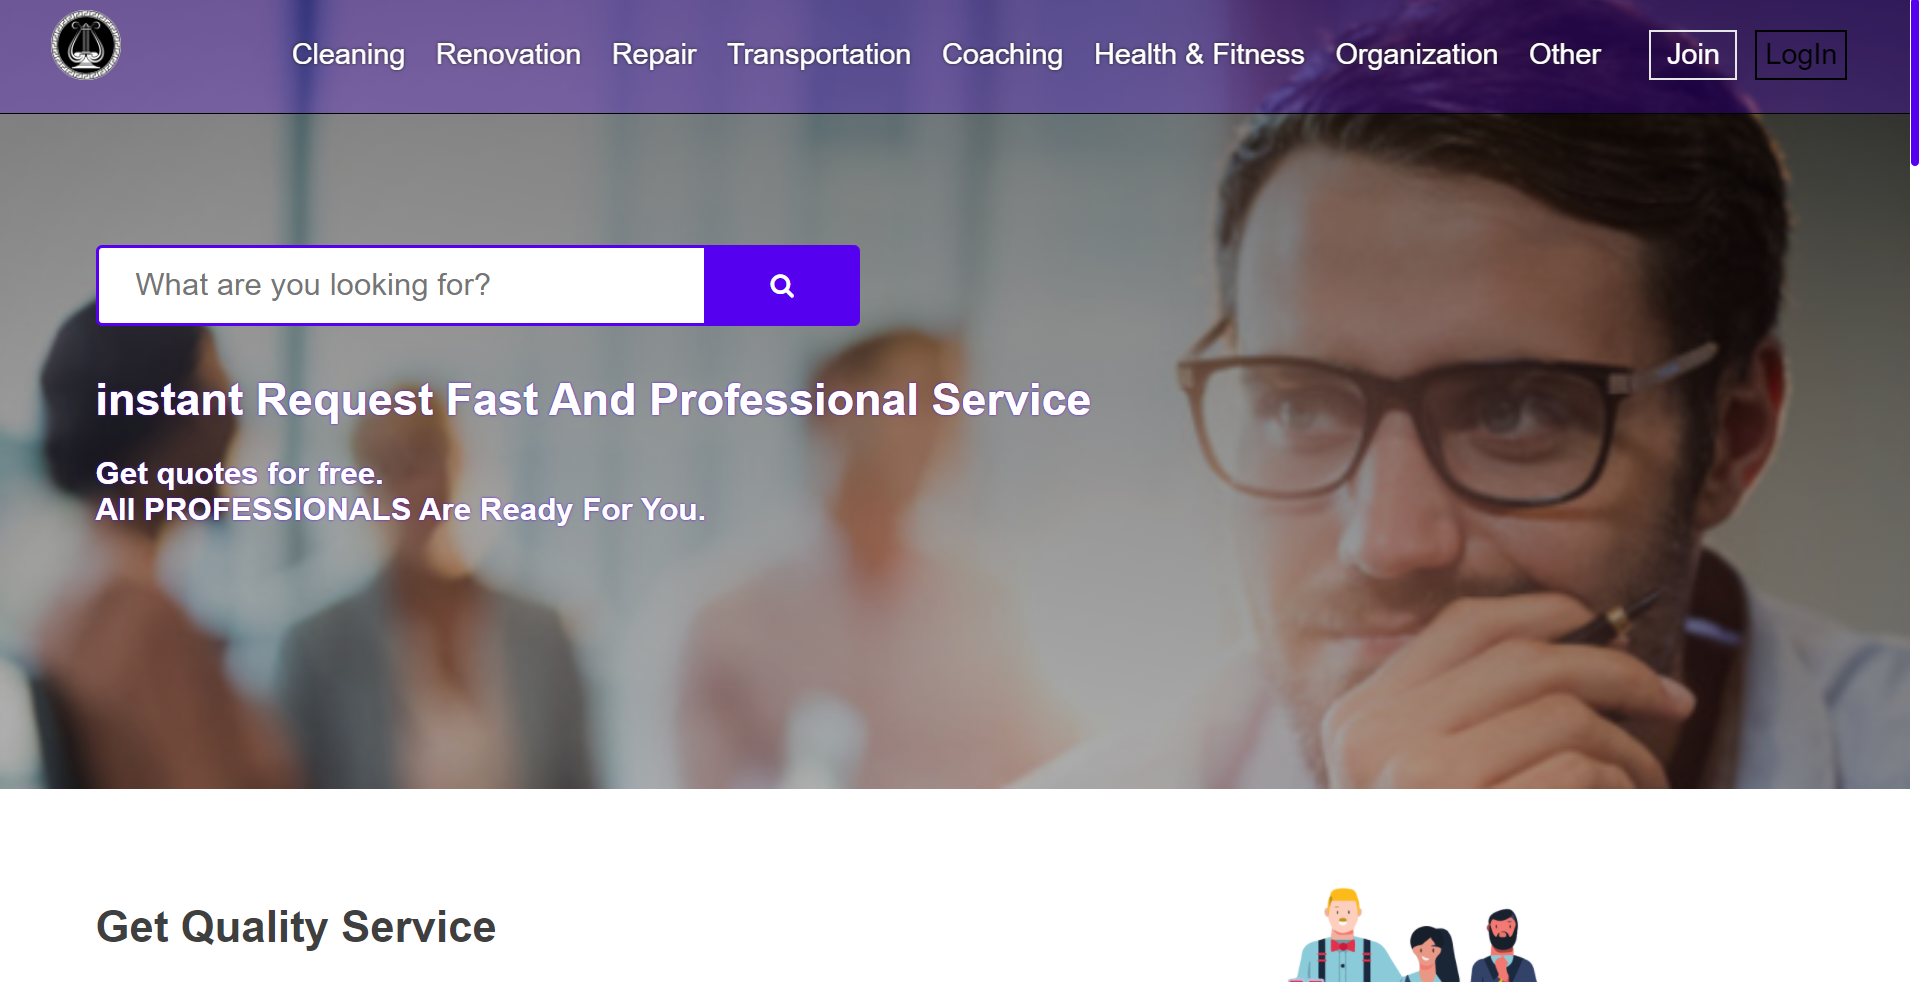 Cleaning Renovation Repair Transportation Coaching Health & Fitness Organization Other Join LogIn
What are you looking for?
instant Request Fast And Professional Service
Get quotes for free.
All PROFESSIONALS Are Ready For You.
Get Quality Service